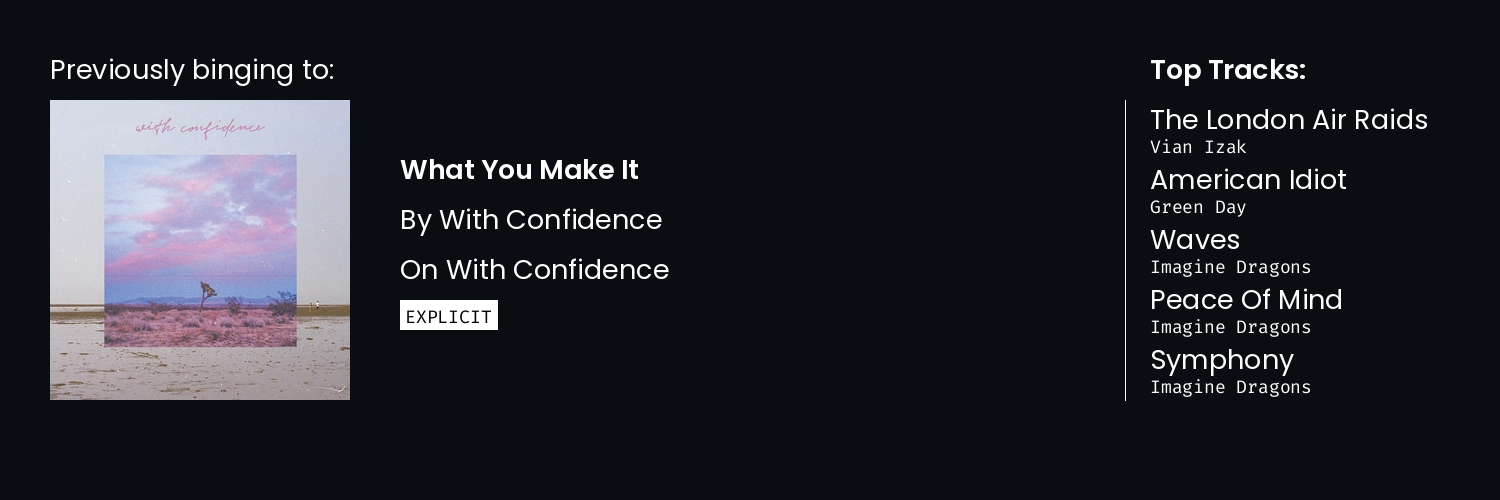 Previously binging to:
with confidence
What You Make It
By With Confidence
On With Confidence
EXPLICIT
Top Tracks:
The London Air Raids
Vian Izak
American Idiot
Green Day
Waves
Imagine Dragons
Peace Of Mind
Imagine Dragons
Symphony
Imagine Dragons